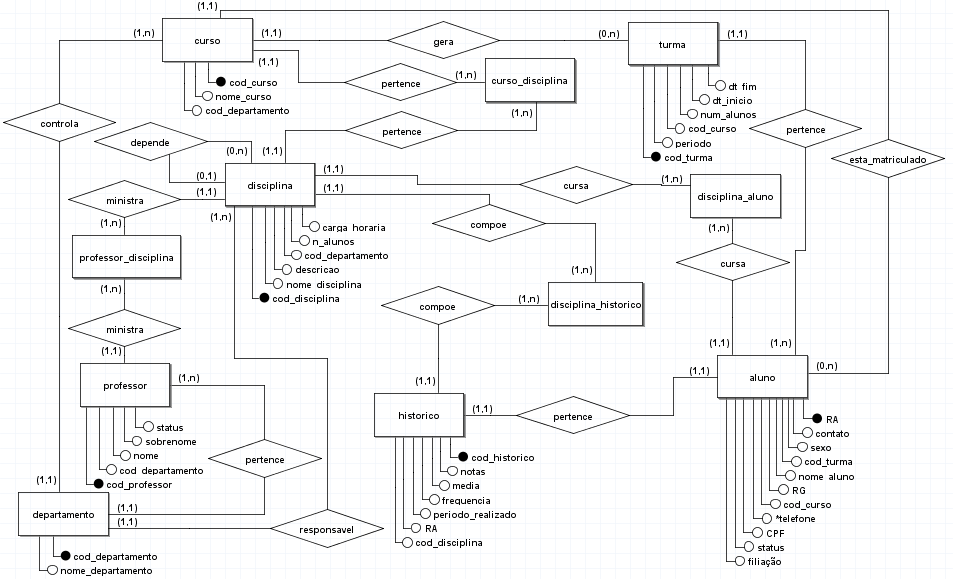 (1,1)
(1,n)
curso
(1,1)
gera
(0,n)
turma
(1,1)
(1,1)
pertence
(1,n)
curso_disciplina
(1,n)
cod_curso
nome_curso
cod_departamento
dt_fim
dt_inicio
num_alunos
cod_curso
periodo
cod_turma
controla
depende
(0,n)
(1,1)
pertence
pertence
esta_matriculado
(0,1)
(1,1)
disciplina
(1,1)
(1,1)
cursa
(1,n)
disciplina_aluno
(1,n)
ministra
(1,n)
(1,n)
compoe
carga_horaria
n_alunos
cod_departamento
descricao
nome_disciplina
cod_disciplina
professor_disciplina
(1,n)
cursa
(1,n)
disciplina_historico
(1,n)
compoe
ministra
(1,1)
(1,1)
(1,n)
professor
(1,n)
(1,1)
(1,1)
aluno
(0,n)
status
sobrenome
nome
cod_departamento
cod_professor
historico
(1,1)
pertence
RA
contato
sexo
cod_turma
nome_aluno
RG
cod_curso
*telefone
CPF
status
filiação
cod_historico
notas
media
frequencia
periodo_realizado
RA
cod_disciplina
pertence
(1,1)
departamento
(1,1)
(1,1)
responsavel
cod_departamento
nome_departamento